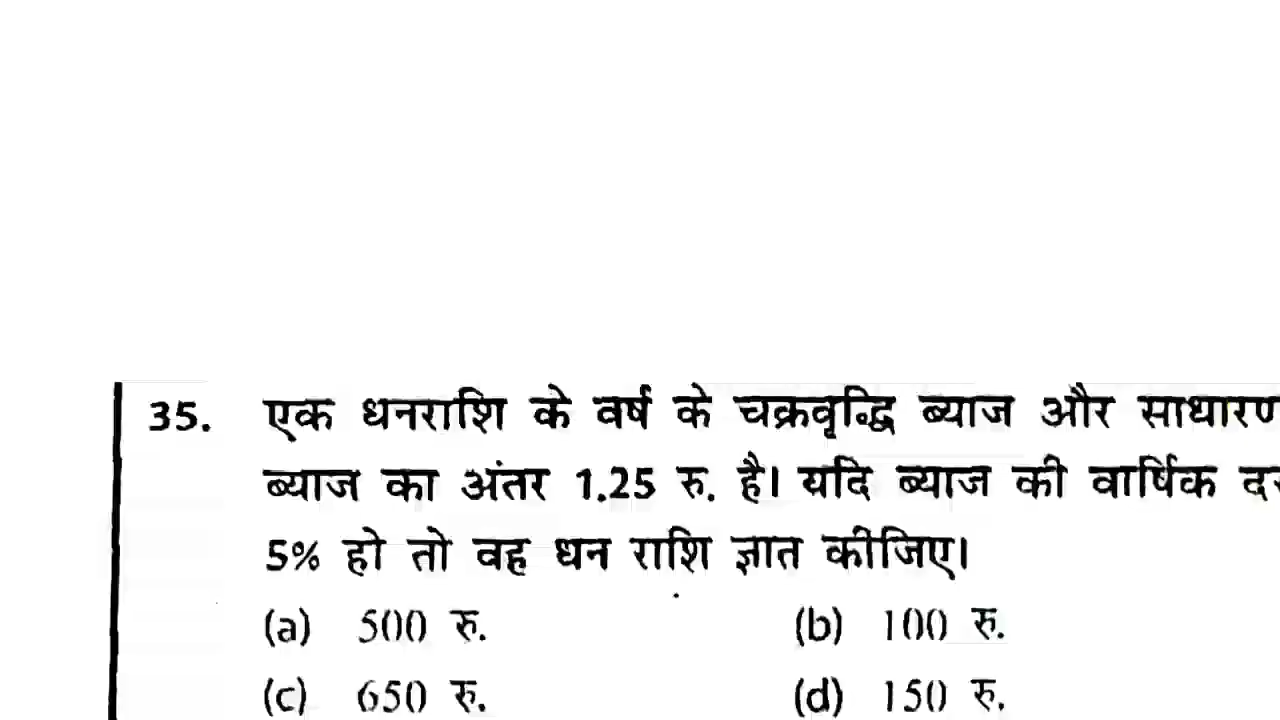 35. एक धनराशि के वर्ष के चक्रवृद्धि ब्याज और साधारण
ब्याज का अंतर 1.25 रु. है। यदि ब्याज की वार्षिक
5% हो तो वह धन राशि ज्ञात कीजिए।
(a) 500 रु. (b) 100 रु.
(c) 650 रु. (d) 150 रु.